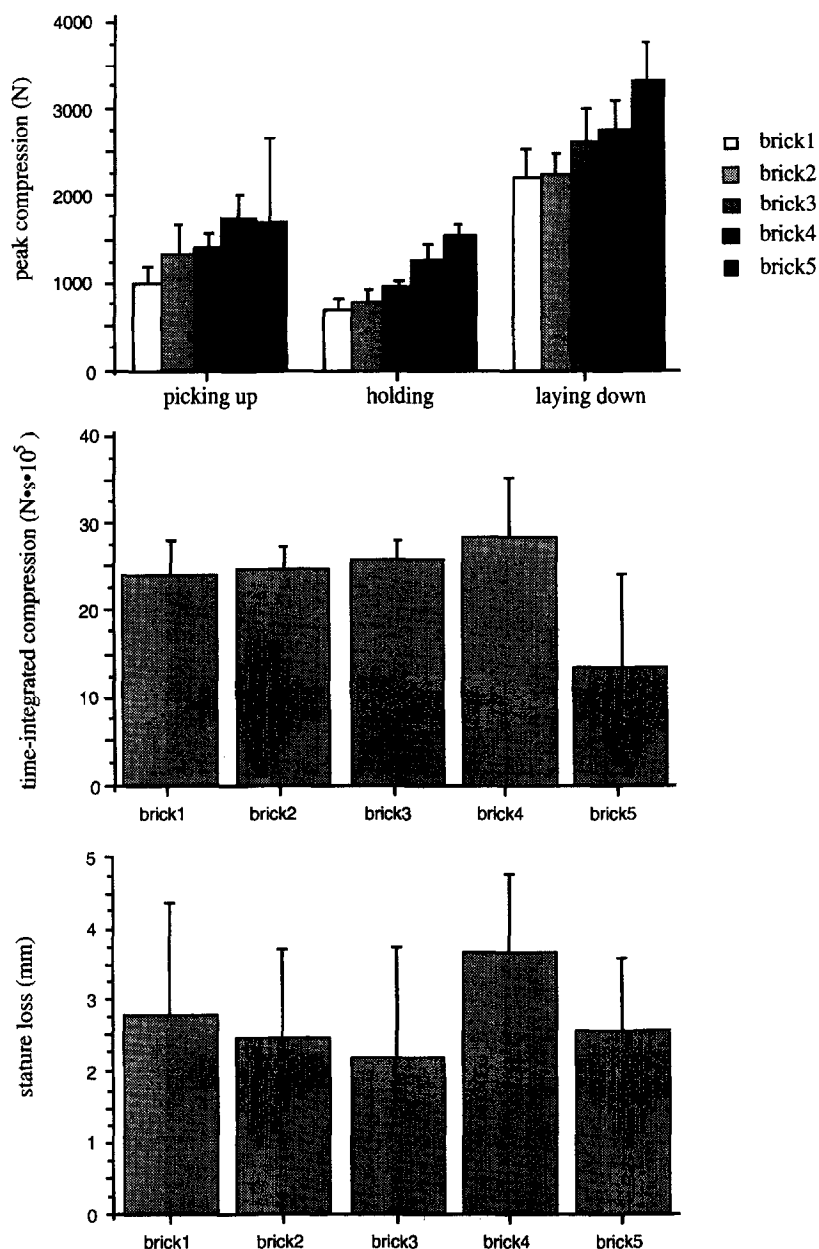 peak compression (N)
4000
3000
2000
1000
0
picking up
holding
laying down
brick1
brick2
brick3
brick4
brick5
time-integrated compression (N•s•10⁵)
40
30
20
10
0
brick1
brick2
brick3
brick4
brick5
stature loss (mm)
5
4
3
2
1
0
brick1
brick2
brick3
brick4
brick5